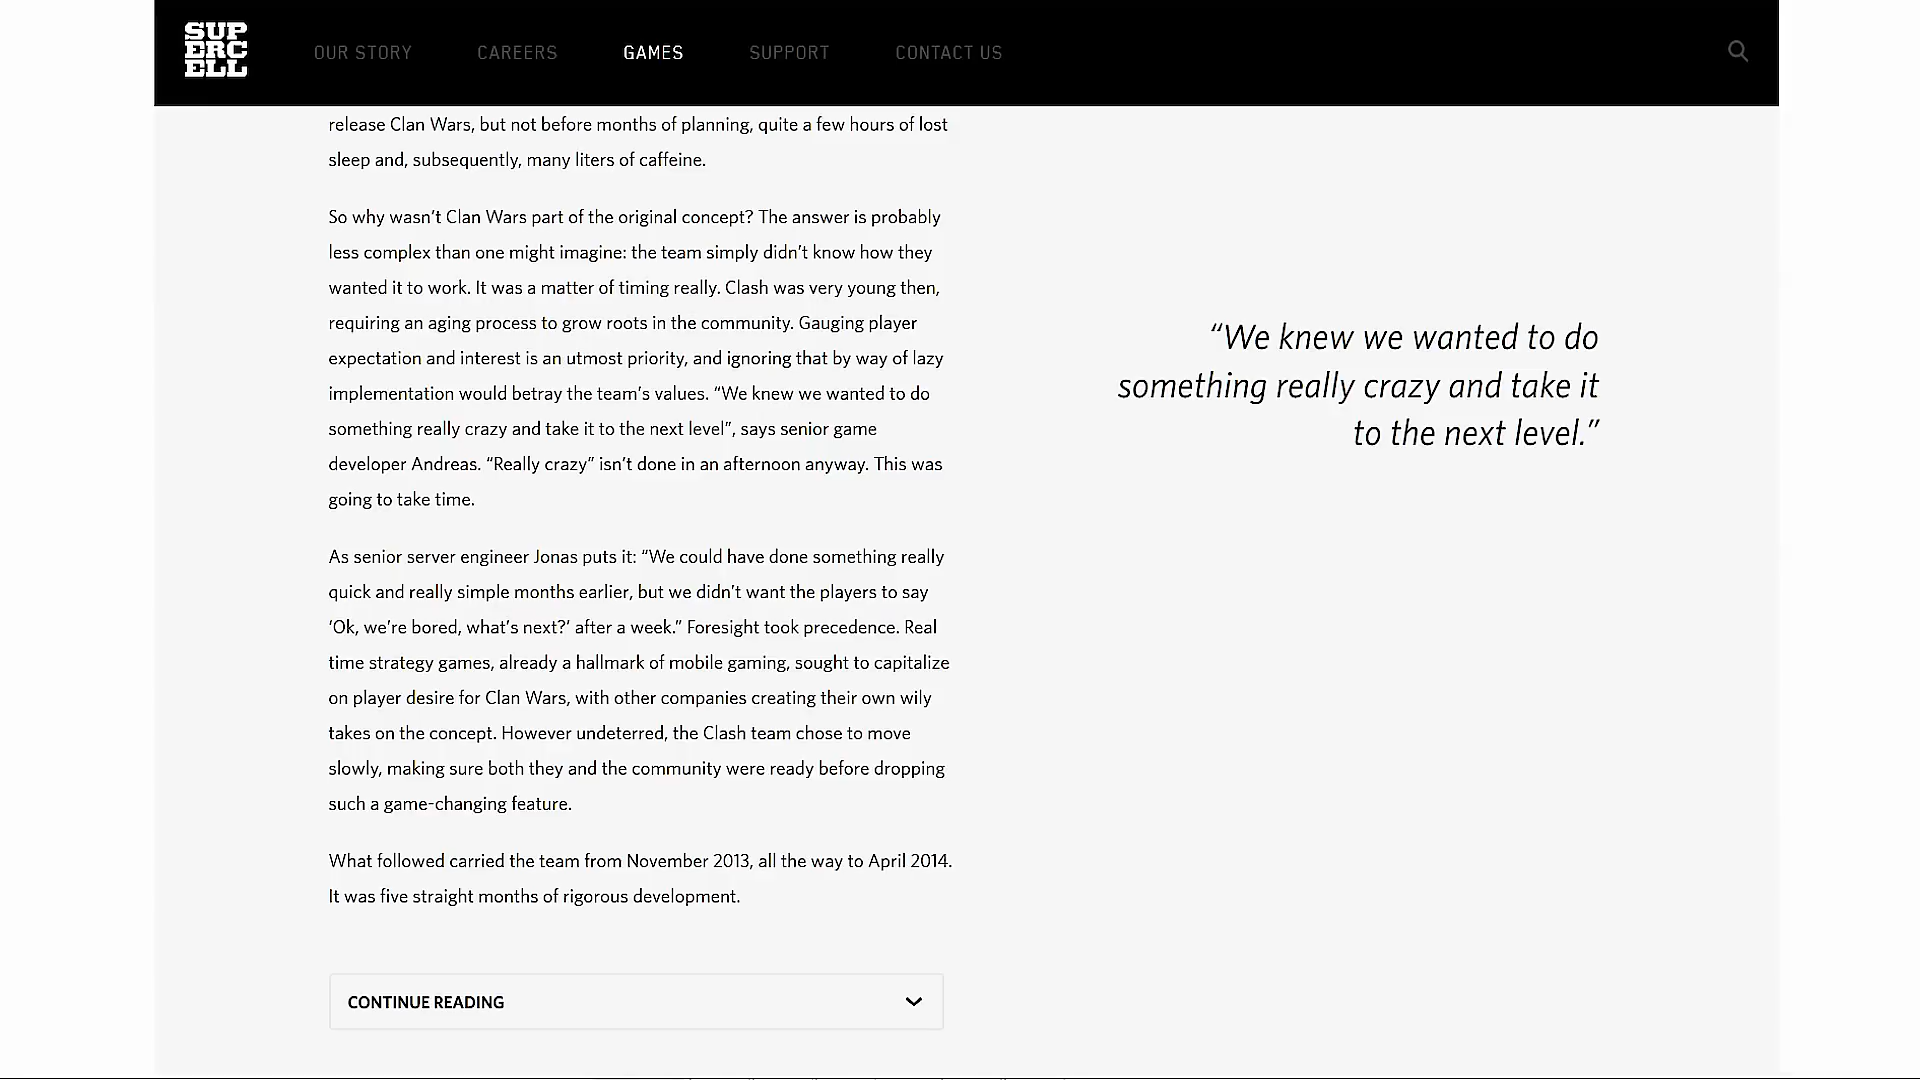 SUP
ERC
ELL
OUR STORY
CAREERS
GAMES
SUPPORT
CONTACT US
release Clan Wars, but not before months of planning, quite a few hours of lost
sleep and, subsequently, many liters of caffeine.
So why wasn’t Clan Wars part of the original concept? The answer is probably
less complex than one might imagine: the team simply didn’t know how they
wanted it to work. It was a matter of timing really. Clash was very young then,
requiring an aging process to grow roots in the community. Gauging player
expectation and interest is an utmost priority, and ignoring that by way of lazy
implementation would betray the team’s values. “We knew we wanted to do
something really crazy and take it to the next level”, says senior game
developer Andreas. “Really crazy” isn’t done in an afternoon anyway. This was
going to take time.
As senior server engineer Jonas puts it: “We could have done something really
quick and really simple months earlier, but we didn’t want the players to say
‘Ok, we’re bored, what’s next?’ after a week.” Foresight took precedence. Real
time strategy games, already a hallmark of mobile gaming, sought to capitalize
on player desire for Clan Wars, with other companies creating their own wily
takes on the concept. However undeterred, the Clash team chose to move
slowly, making sure both they and the community were ready before dropping
such a game-changing feature.
What followed carried the team from November 2013, all the way to April 2014.
It was five straight months of rigorous development.
CONTINUE READING
“We knew we wanted to do
something really crazy and take it
to the next level.”